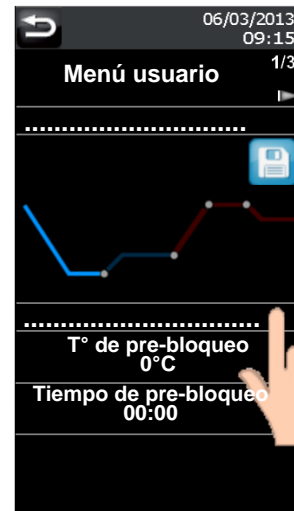 06/03/2013
09:15
Menú usuario
1/3
..............................
................................
T° de pre-bloqueo
0°C
Tiempo de pre-bloqueo
00:00